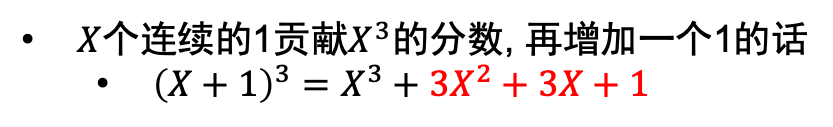 • X个连续的1贡献X³的分数, 再增加一个1的话
• (X + 1)³ = X³ + 3X² + 3X + 1